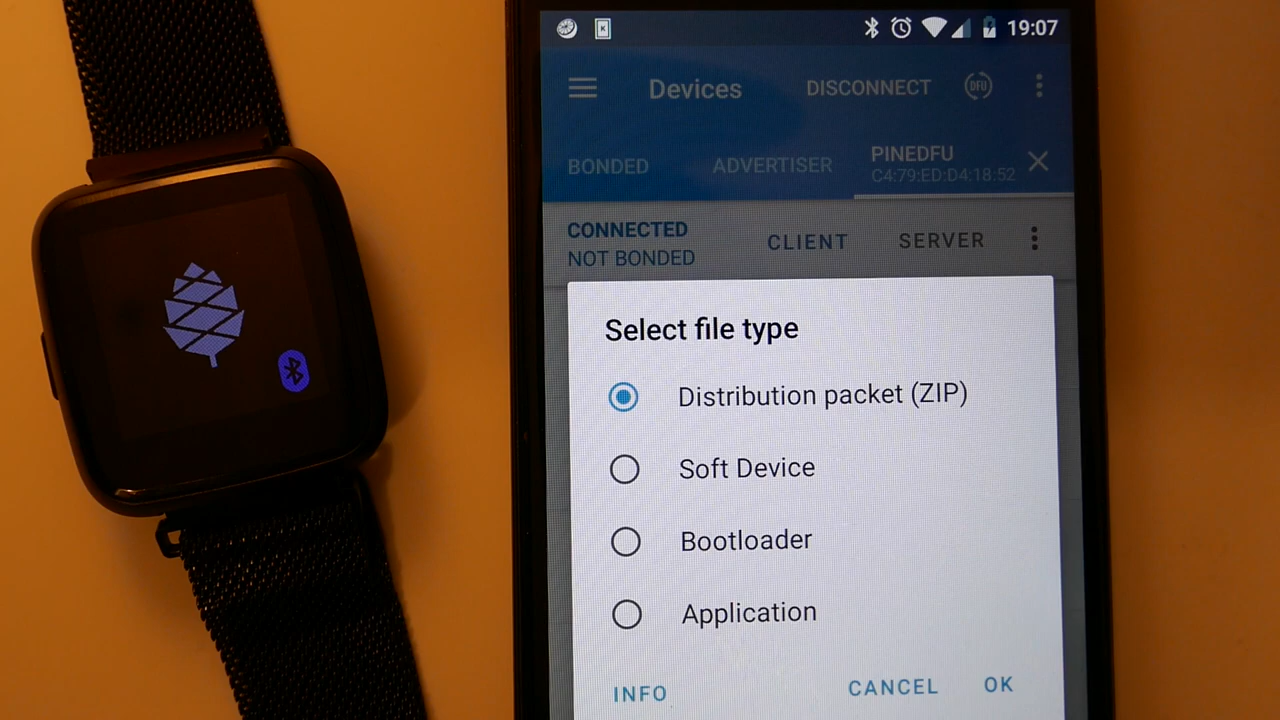 19:07
Devices DISCONNECT DFU
BONDED ADVERTISER PINEDFU
C4:79:ED:D4:18:52
CONNECTED
NOT BONDED
CLIENT SERVER
Select file type
Distribution packet (ZIP)
Soft Device
Bootloader
Application
INFO CANCEL OK